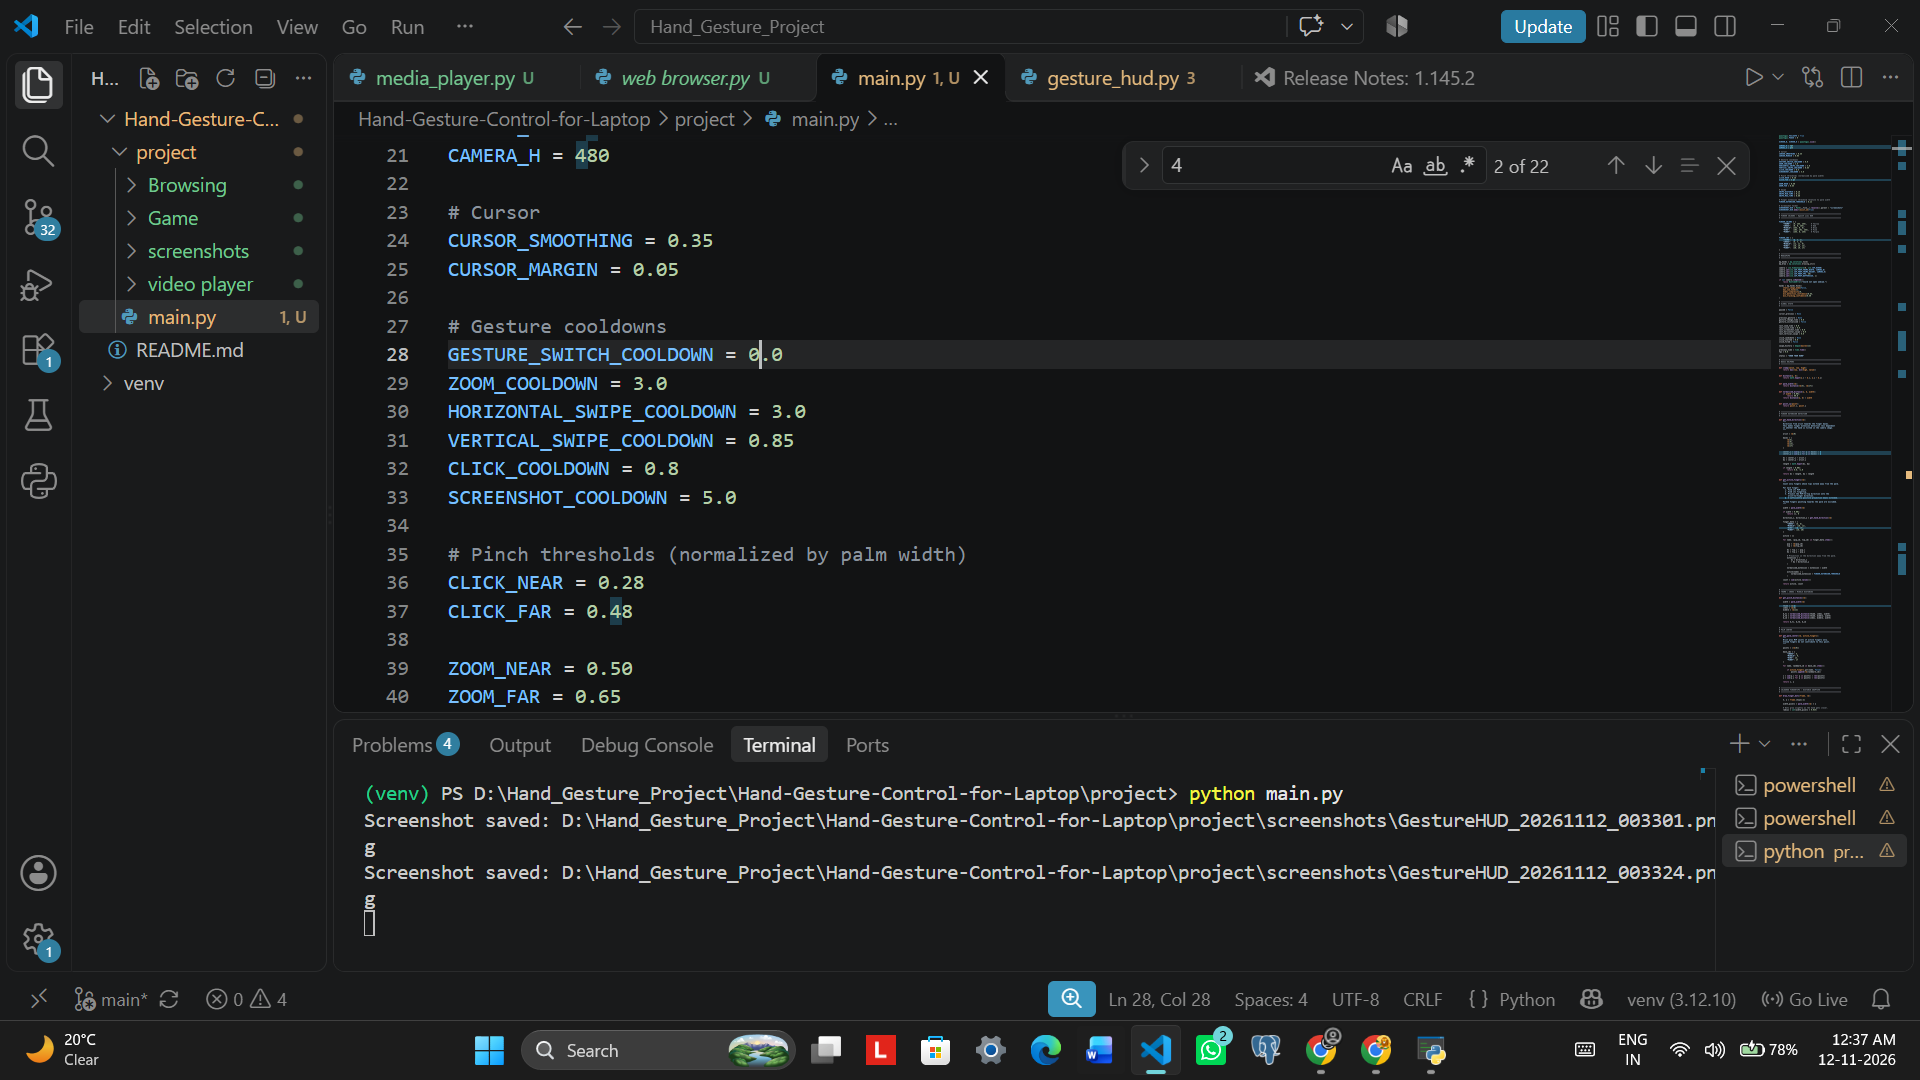 File Edit Selection View Go Run ...
Hand_Gesture_Project
Update
H... ...
media_player.py U
web browser.py U
main.py 1, U
gesture_hud.py 3
Release Notes: 1.145.2
Hand-Gesture-Control-for-Laptop > project > main.py > ...
Hand-Gesture-C...
project
Browsing
Game
screenshots
video player
main.py 1, U
README.md
venv
32
1
1
4
Aa ab .*
2 of 22
21 CAMERA_H = 480
22
23 # Cursor
24 CURSOR_SMOOTHING = 0.35
25 CURSOR_MARGIN = 0.05
26
27 # Gesture cooldowns
28 GESTURE_SWITCH_COOLDOWN = 0.0
29 ZOOM_COOLDOWN = 3.0
30 HORIZONTAL_SWIPE_COOLDOWN = 3.0
31 VERTICAL_SWIPE_COOLDOWN = 0.85
32 CLICK_COOLDOWN = 0.8
33 SCREENSHOT_COOLDOWN = 5.0
34
35 # Pinch thresholds (normalized by palm width)
36 CLICK_NEAR = 0.28
37 CLICK_FAR = 0.48
38
39 ZOOM_NEAR = 0.50
40 ZOOM_FAR = 0.65
Problems 4 Output Debug Console Terminal Ports
(venv) PS D:\Hand_Gesture_Project\Hand-Gesture-Control-for-Laptop\project> python main.py
Screenshot saved: D:\Hand_Gesture_Project\Hand-Gesture-Control-for-Laptop\project\screenshots\GestureHUD_20261112_003301.pn
g
Screenshot saved: D:\Hand_Gesture_Project\Hand-Gesture-Control-for-Laptop\project\screenshots\GestureHUD_20261112_003324.pn
g
powershell
powershell
python pr...
main* 0 4
Ln 28, Col 28 Spaces: 4 UTF-8 CRLF {} Python venv (3.12.10) Go Live
20°C
Clear
Search
L
W
2
ENG
IN
78%
12:37 AM
12-11-2026